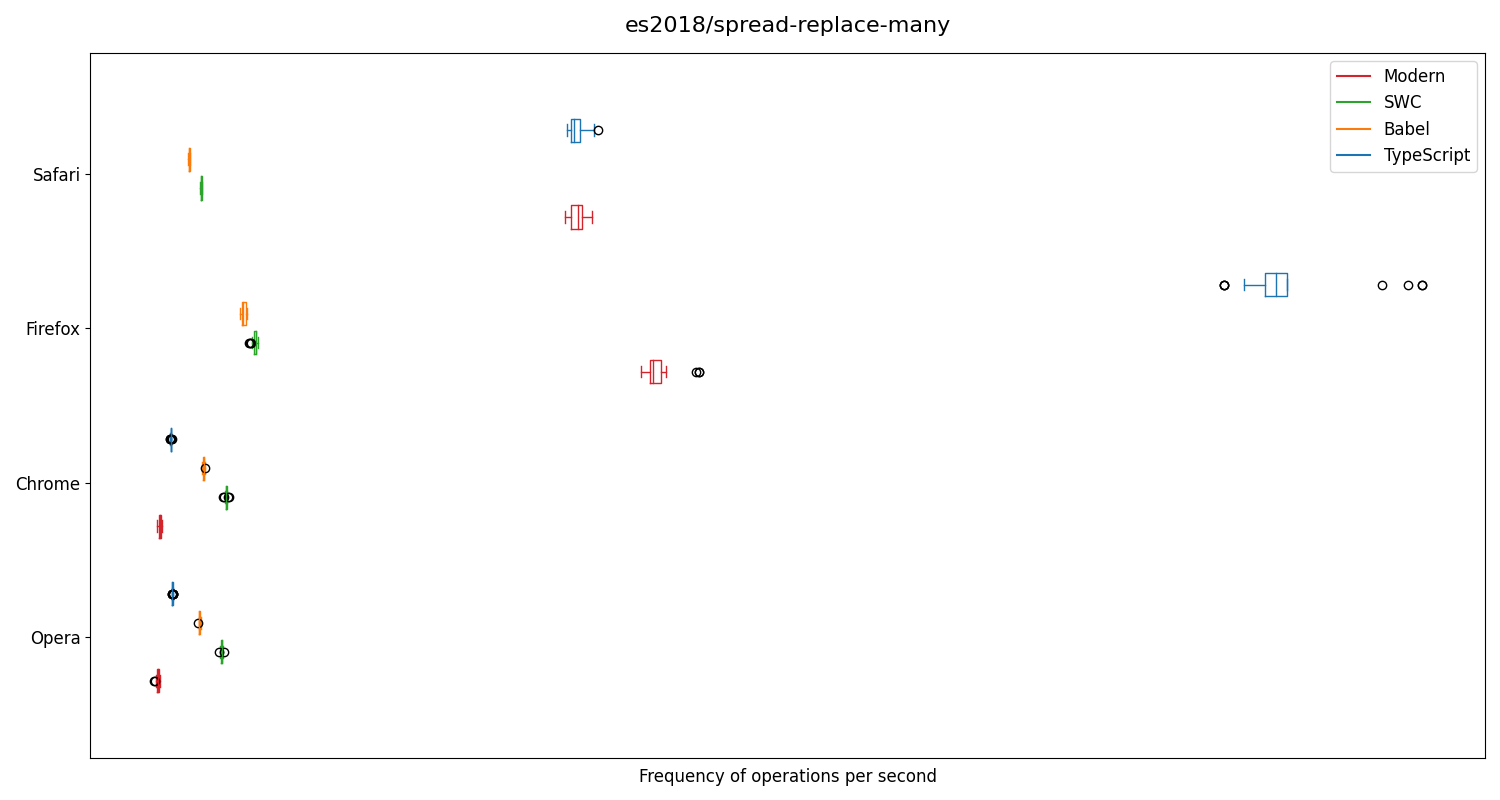 es2018/spread-replace-many
Modern
SWC
Babel
TypeScript
Safari
Firefox
Chrome
Opera
Frequency of operations per second